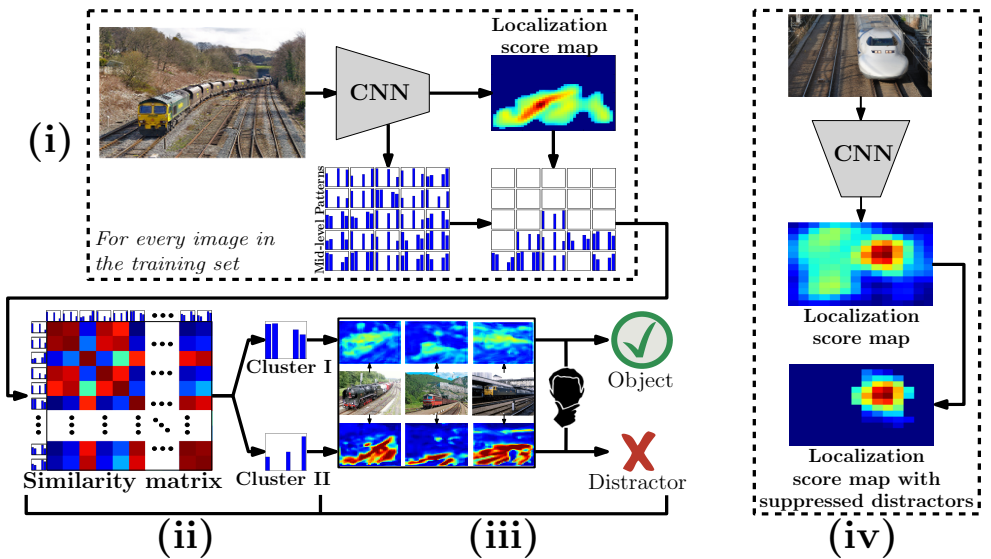 Localization
score map
CNN
(i)
Mid-level Patterns
For every image in
the training set
Cluster I
Object
Cluster II
Distractor
Similarity matrix
(ii)
(iii)
CNN
Localization
score map
Localization
score map with
suppressed distractors
(iv)